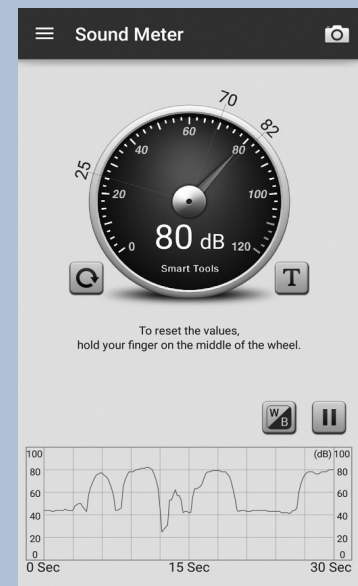 Sound Meter
70
82
25
60
40
80
20
100
0
80 dB
120
Smart Tools
T
To reset the values,
hold your finger on the middle of the wheel.
W
B
100
(dB) 100
80
80
60
60
40
40
20
20
0
0
0 Sec
15 Sec
30 Sec